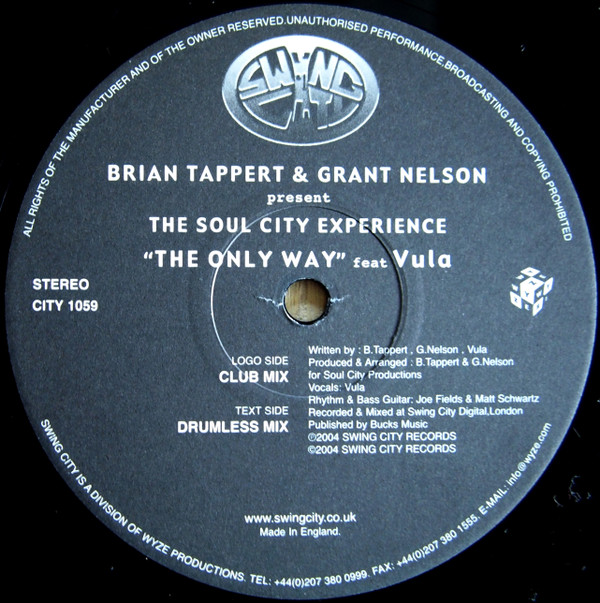 ALL RIGHTS OF THE MANUFACTURER AND OF THE OWNER RESERVED.UNAUTHORISED PERFORMANCE,BROADCASTING AND COPYING PROHIBITED
SWING
CITY
BRIAN TAPPERT & GRANT NELSON
present
THE SOUL CITY EXPERIENCE
“THE ONLY WAY” feat Vula
STEREO
CITY 1059
LOGO SIDE
CLUB MIX
TEXT SIDE
DRUMLESS MIX
Written by : B.Tappert , G.Nelson , Vula
Produced & Arranged : B.Tappert & G.Nelson
for Soul City Productions
Vocals: Vula
Rhythm & Bass Guitar: Joe Fields & Matt Schwartz
Recorded & Mixed at Swing City Digital,London
Published by Bucks Music
℗2004 SWING CITY RECORDS
©2004 SWING CITY RECORDS
www.swingcity.co.uk
Made In England.
SWING CITY IS A DIVISION OF WYZE PRODUCTIONS. TEL: +44(0)207 380 0999. FAX: +44(0)207 380 1555. E-MAIL: info@wyze.com